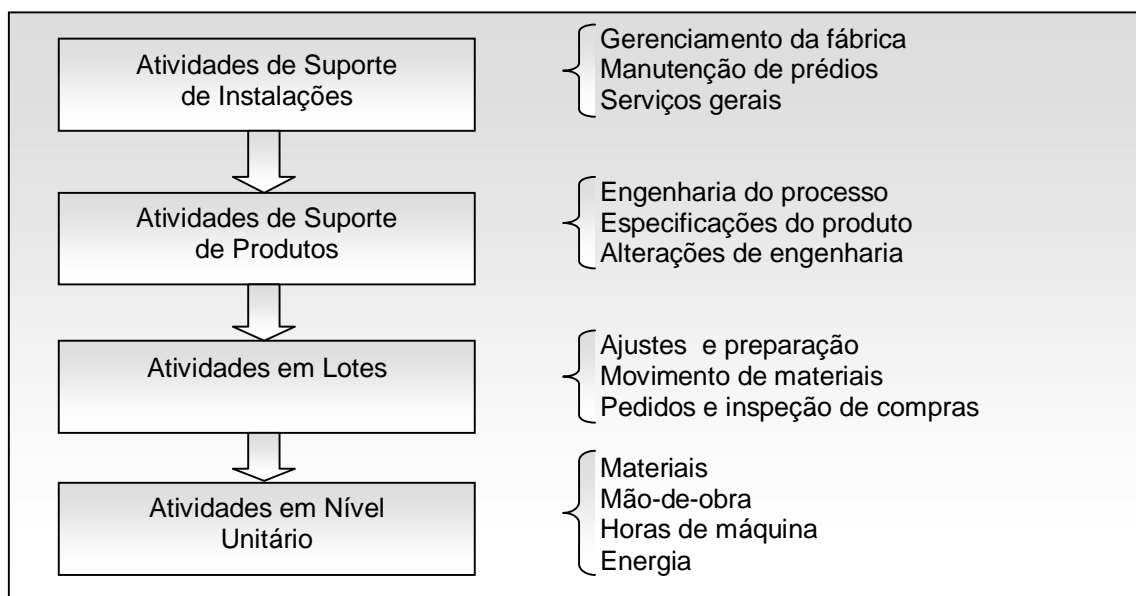 Atividades de Suporte
de Instalações
Gerenciamento da fábrica
Manutenção de prédios
Serviços gerais
Atividades de Suporte
de Produtos
Engenharia do processo
Especificações do produto
Alterações de engenharia
Atividades em Lotes
Ajustes  e preparação
Movimento de materiais
Pedidos e inspeção de compras
Atividades em Nível
Unitário
Materiais
Mão-de-obra
Horas de máquina
Energia